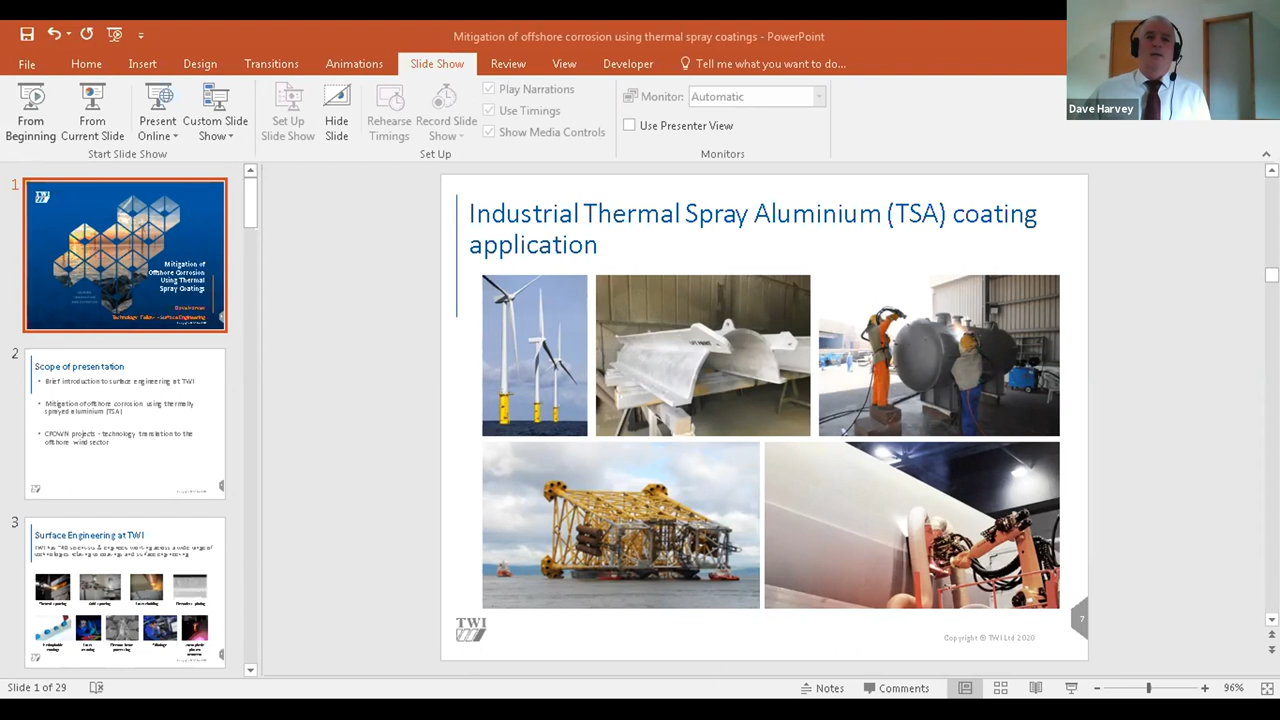 Mitigation of offshore corrosion using thermal spray coatings - PowerPoint
File Home Insert Design Transitions Animations Slide Show Review View Developer Tell me what you want to do...
From Beginning
From Current Slide
Present Online
Custom Slide Show
Start Slide Show
Set Up Slide Show
Hide Slide
Rehearse Timings
Record Slide Show
Play Narrations
Use Timings
Show Media Controls
Set Up
Monitor: Automatic
Use Presenter View
Monitors
Dave Harvey
1
TWI
Mitigation of
Offshore Corrosion
Using Thermal
Spray Coatings
2
Scope of presentation
• Brief introduction to surface engineering at TWI
• Mitigation of offshore corrosion using thermally
sprayed aluminium (TSA)
• CROWN projects - technology translation to the
offshore wind sector
3
Surface Engineering at TWI
Industrial Thermal Spray Aluminium (TSA) coating
application
TWI
Copyright © TWI Ltd 2020
7
Slide 1 of 29
Notes
Comments
96%